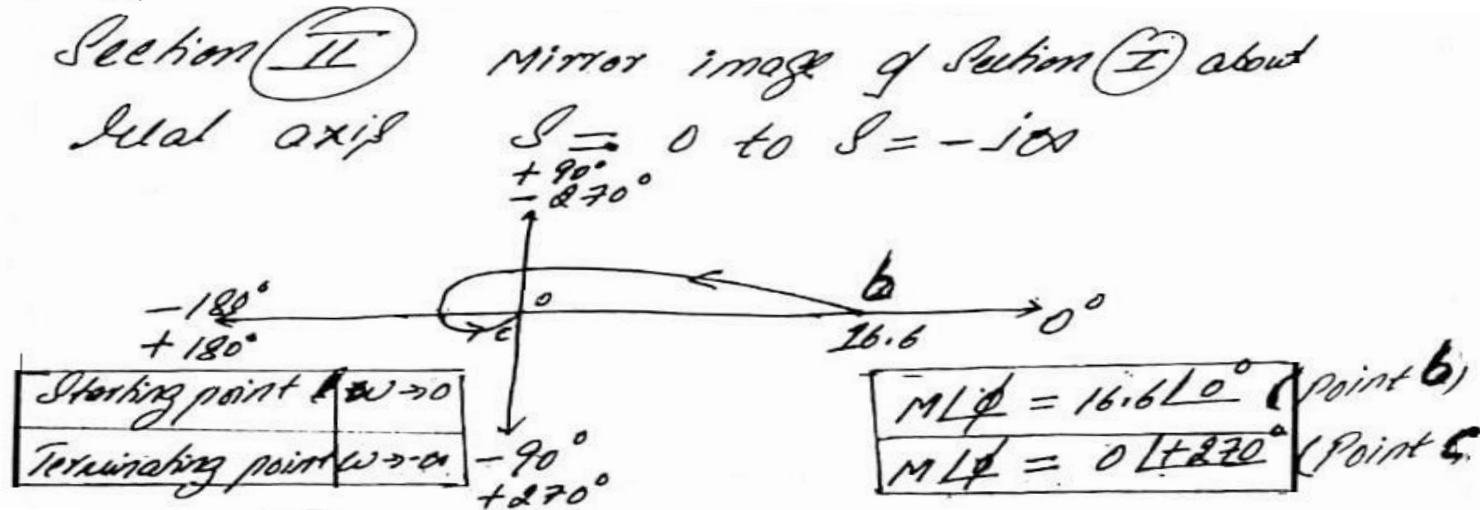 Section II Mirror image of Section I about
real axis S = 0 to S = -j∞
+90°
-270°
b
-180° 0 0°
+180° c 16.6
Starting point ω→0 M∠φ = 16.6∠0° (Point b)
Terminating point ω→-∞ -90° M∠φ = 0∠+270° (Point C
+270°